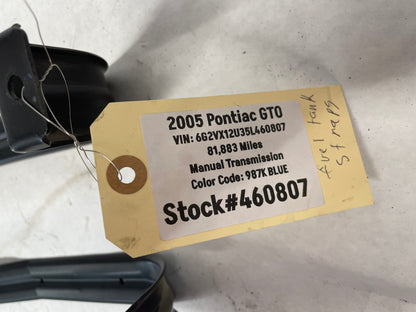 2005 Pontiac GTO
VIN: 6G2VX12U35L460807
81,883 Miles
Manual Transmission
Color Code: 987K BLUE
Stock#460807
fuel tank
straps